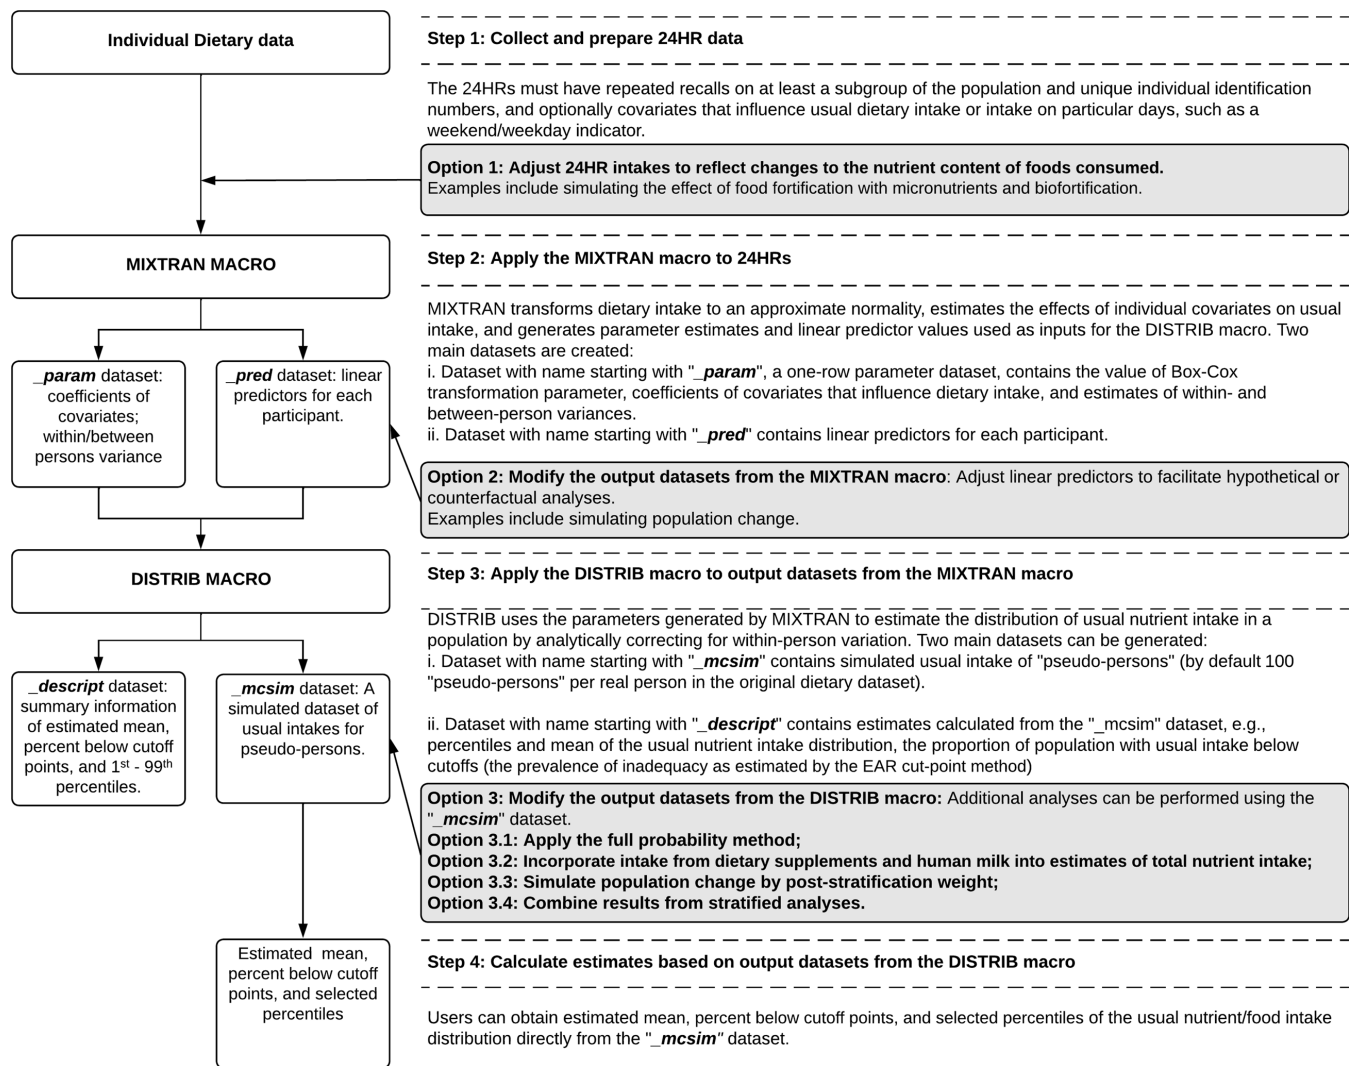 Individual Dietary data
Step 1: Collect and prepare 24HR data
The 24HRs must have repeated recalls on at least a subgroup of the population and unique individual identification
numbers, and optionally covariates that influence usual dietary intake or intake on particular days, such as a
weekend/weekday indicator.
Option 1: Adjust 24HR intakes to reflect changes to the nutrient content of foods consumed.
Examples include simulating the effect of food fortification with micronutrients and biofortification.
MIXTRAN MACRO
Step 2: Apply the MIXTRAN macro to 24HRs
MIXTRAN transforms dietary intake to an approximate normality, estimates the effects of individual covariates on usual
intake, and generates parameter estimates and linear predictor values used as inputs for the DISTRIB macro. Two
main datasets are created:
i. Dataset with name starting with "_param", a one-row parameter dataset, contains the value of Box-Cox
transformation parameter, coefficients of covariates that influence dietary intake, and estimates of within- and
between-person variances.
ii. Dataset with name starting with "_pred" contains linear predictors for each participant.
_param dataset:
coefficients of
covariates;
within/between
persons variance
_pred dataset: linear
predictors for each
participant.
Option 2: Modify the output datasets from the MIXTRAN macro: Adjust linear predictors to facilitate hypothetical or
counterfactual analyses.
Examples include simulating population change.
DISTRIB MACRO
Step 3: Apply the DISTRIB macro to output datasets from the MIXTRAN macro
DISTRIB uses the parameters generated by MIXTRAN to estimate the distribution of usual nutrient intake in a
population by analytically correcting for within-person variation. Two main datasets can be generated:
i. Dataset with name starting with "_mcsim" contains simulated usual intake of "pseudo-persons" (by default 100
"pseudo-persons" per real person in the original dietary dataset).
ii. Dataset with name starting with "_descript" contains estimates calculated from the "_mcsim" dataset, e.g.,
percentiles and mean of the usual nutrient intake distribution, the proportion of population with usual intake below
cutoffs (the prevalence of inadequacy as estimated by the EAR cut-point method)
_descript dataset:
summary information
of estimated mean,
percent below cutoff
points, and 1st - 99th
percentiles.
_mcsim dataset: A
simulated dataset of
usual intakes for
pseudo-persons.
Option 3: Modify the output datasets from the DISTRIB macro: Additional analyses can be performed using the
"_mcsim" dataset.
Option 3.1: Apply the full probability method;
Option 3.2: Incorporate intake from dietary supplements and human milk into estimates of total nutrient intake;
Option 3.3: Simulate population change by post-stratification weight;
Option 3.4: Combine results from stratified analyses.
Estimated mean,
percent below cutoff
points, and selected
percentiles
Step 4: Calculate estimates based on output datasets from the DISTRIB macro
Users can obtain estimated mean, percent below cutoff points, and selected percentiles of the usual nutrient/food intake
distribution directly from the "_mcsim" dataset.